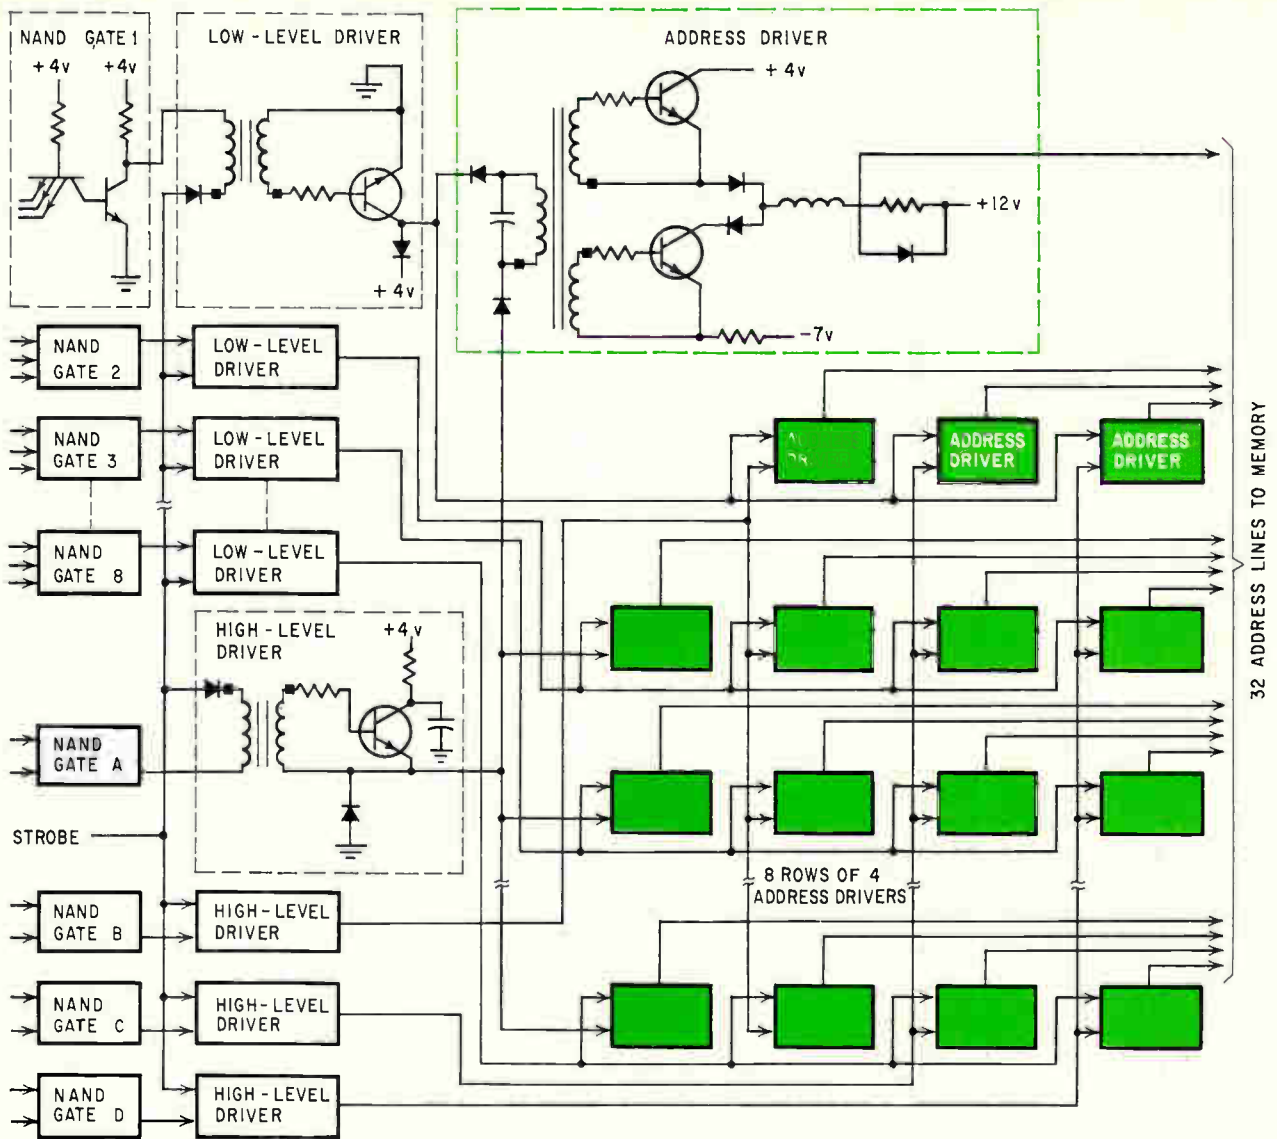 NAND GATE 1
+4v +4v
LOW-LEVEL DRIVER
+4v
ADDRESS DRIVER
+4v
+12v
-7v
NAND
GATE 2
LOW-LEVEL
DRIVER
NAND
GATE 3
LOW-LEVEL
DRIVER
ADDRESS
DRIVER
ADDRESS
DRIVER
NAND
GATE 8
LOW-LEVEL
DRIVER
HIGH-LEVEL
DRIVER
+4v
NAND
GATE A
STROBE
8 ROWS OF 4
ADDRESS DRIVERS
NAND
GATE B
HIGH-LEVEL
DRIVER
NAND
GATE C
HIGH-LEVEL
DRIVER
NAND
GATE D
HIGH-LEVEL
DRIVER
32 ADDRESS LINES TO MEMORY